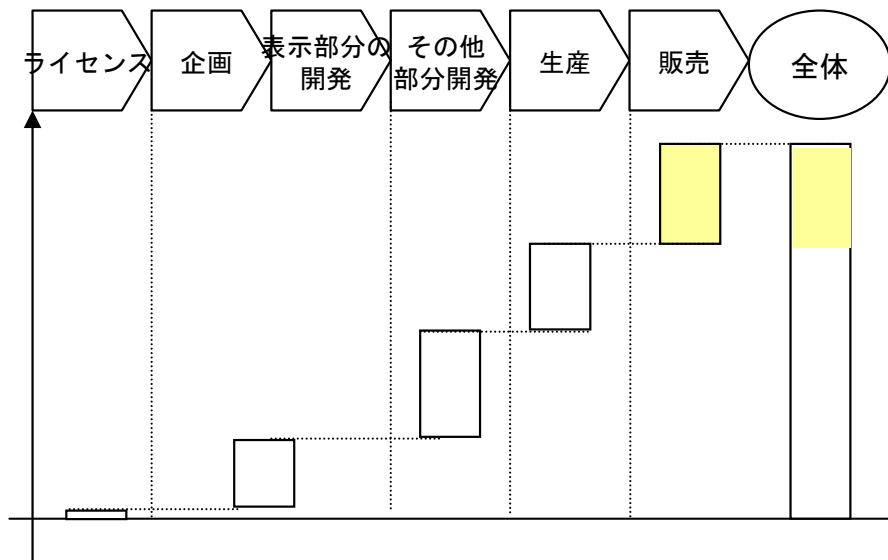 ライセンス
企画
表示部分の
開発
その他
部分開発
生産
販売
全体